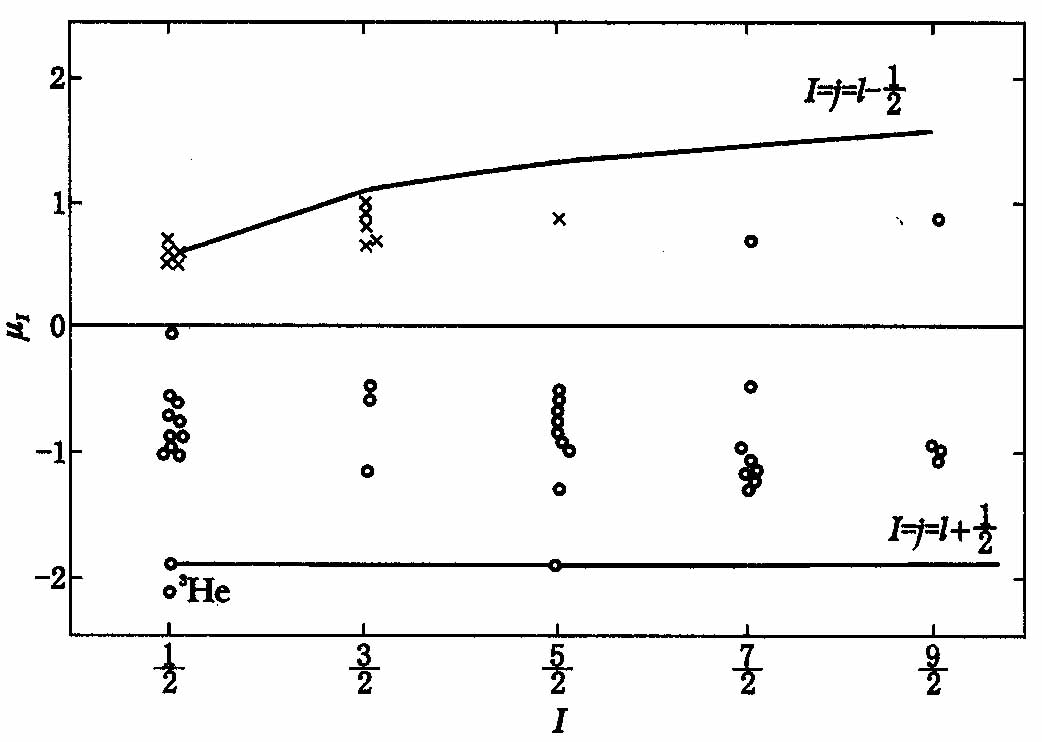 2
I=j=l-1/2
1
0
μI
-1
I=j=l+1/2
-2
³He
1/2 3/2 5/2 7/2 9/2
I